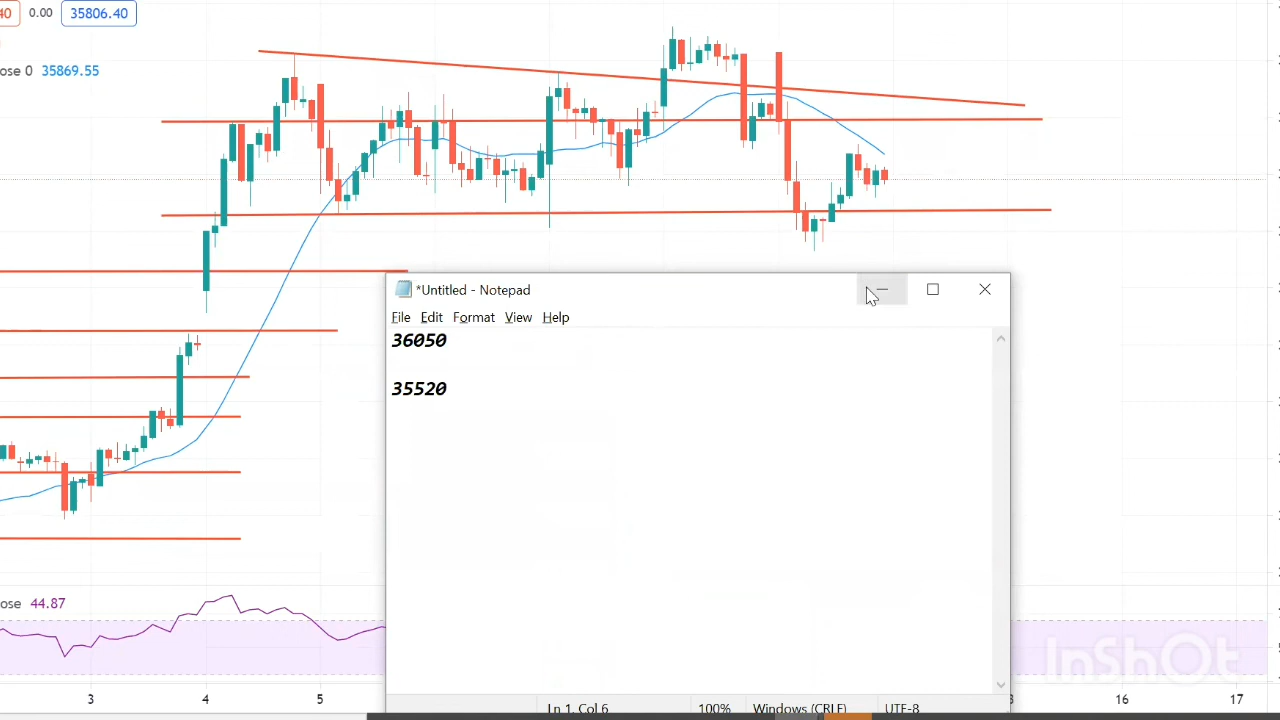 40 0.00 35806.40
ose 0 35869.55
*Untitled - Notepad
File Edit Format View Help
36050
35520
ose 44.87
InShOt
3 4 5 16 17
Ln 1, Col 6 100% Windows (CRLF) UTF-8